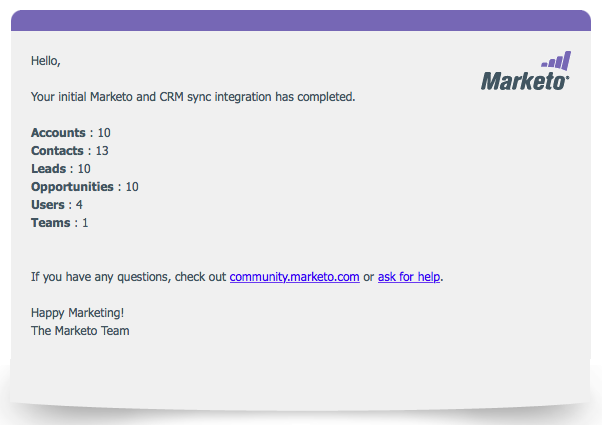 Hello,
Marketo
Your initial Marketo and CRM sync integration has completed.
Accounts : 10
Contacts : 13
Leads : 10
Opportunities : 10
Users : 4
Teams : 1
If you have any questions, check out community.marketo.com or ask for help.
Happy Marketing!
The Marketo Team